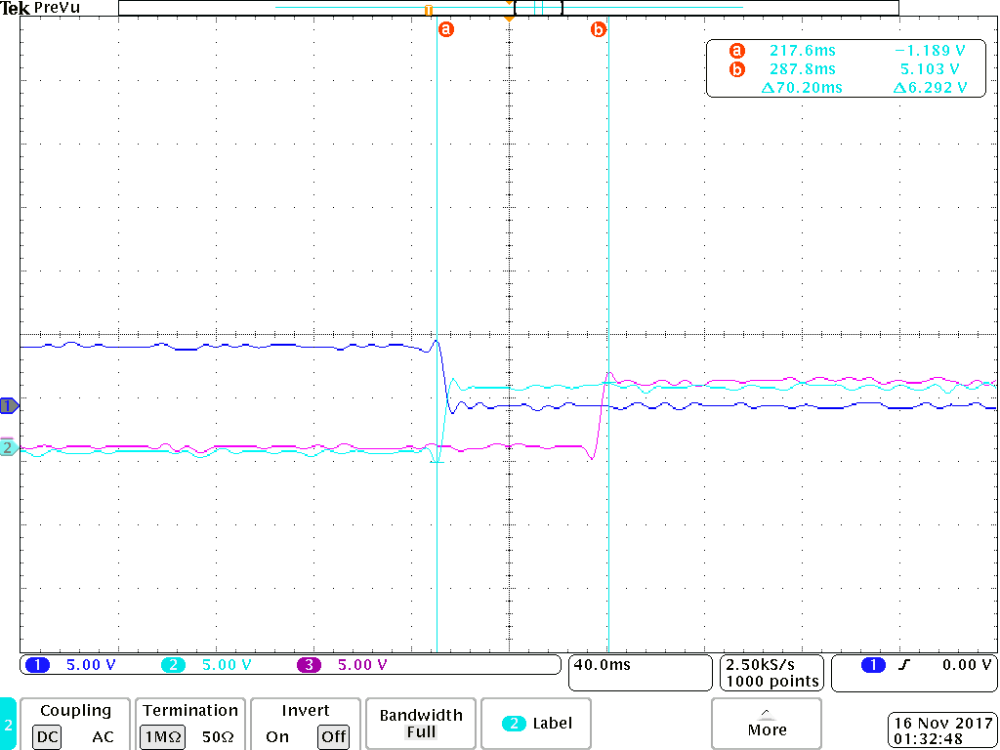 Tek PreVu
T
a b
a 217.6ms −1.189 V
b 287.8ms 5.103 V
Δ70.20ms Δ6.292 V
1
2
1 5.00 V 2 5.00 V 3 5.00 V 40.0ms 2.50kS/s 1 0.00 V
1000 points
2
Coupling Termination Invert Bandwidth 2 Label More
DC AC 1MΩ 50Ω On Off Full
16 Nov 2017
01:32:48